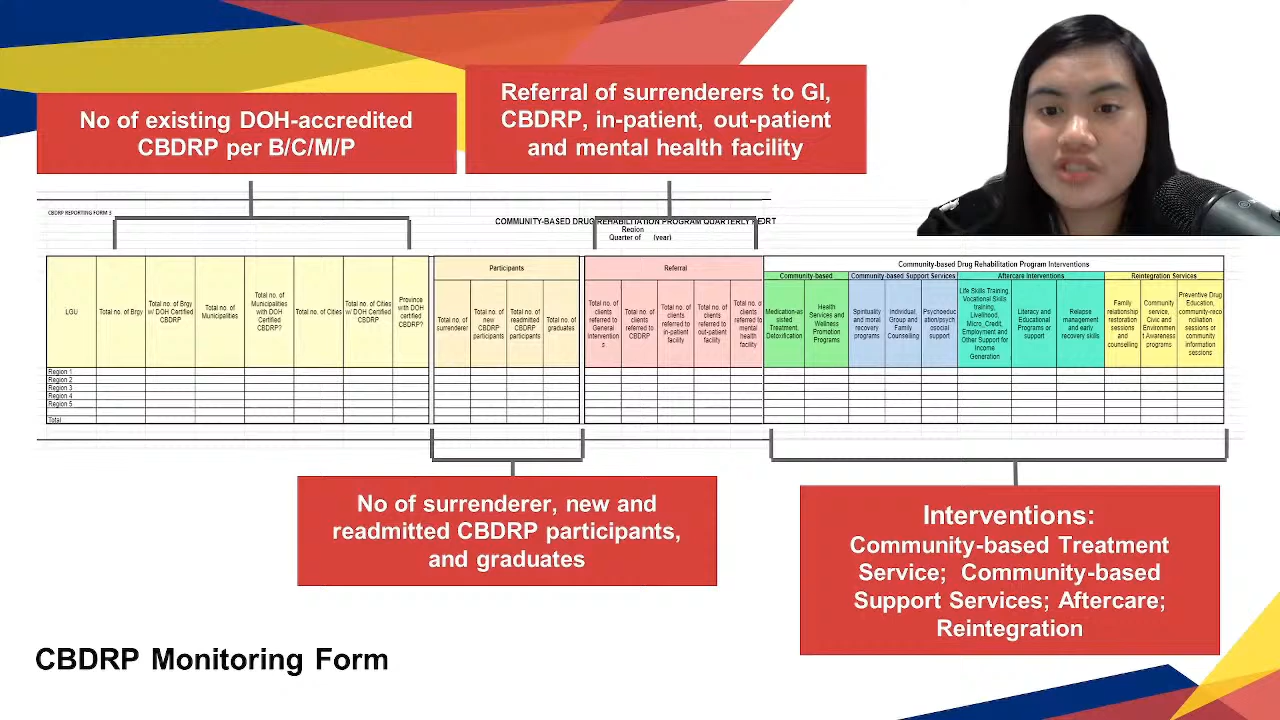 No of existing DOH-accredited
CBDRP per B/C/M/P
Referral of surrenderers to GI,
CBDRP, in-patient, out-patient
and mental health facility
CBDRP REPORTING FORM 3
COMMUNITY-BASED DRUG REHABILITATION PROGRAM QUARTERLY
Region
Quarter of (year)
Participants
Referral
Community-based Drug Rehabilitation Program Interventions
Community-based
Community-based Support Services
Aftercare Interventions
Reintegration Services
LGU
Total no. of Brgy
Total no. of Brgy
w/ DOH Certified
CBDRP
Total no. of
Municipalities
Total no. of
Municipalities
with DOH
Certified
CBDRP?
Total no. of Cities
Total no. of Cities
w/ DOH Certified
CBDRP
Province
with DOH
certified
CBDRP?
Total no. of
surrenderer
Total no. of
new
CBDRP
participants
Total no. of
readmitted
CBDRP
participants
Total no. of
graduates
Total no. of
clients
referred to
General
Intervention
s
Total no. of
clients
referred to
CBDRP
Total no. of
clients
referred to
in-patient
facility
Total no. of
clients
referred to
out-patient
facility
Total no. of
clients
referred to
mental
health
facility
Medication-as
sisted
Treatment,
Detoxification
Health
Services and
Wellness
Promotion
Programs
Spirituality
and moral
recovery
programs
Individual,
Group and
Family
Counselling
Psychoeduc
ation/psych
osocial
support
Life Skills Training,
Vocational Skills
training,
Livelihood,
Micro_Credit,
Employment and
Other Support for
Income
Generation
Literacy and
Educational
Programs or
support
Relapse
management
and early
recovery skills
Family
relationship
restoration
sessions
and
counselling
Community
service,
Civic and
Environmen
t Awareness
programs
Preventive Drug
Education,
community-reco
nciliation
sessions or
community
information
sessions
Region 1
Region 2
Region 3
Region 4
Region 5
Total
No of surrenderer, new and
readmitted CBDRP participants,
and graduates
Interventions:
Community-based Treatment
Service; Community-based
Support Services; Aftercare;
Reintegration
CBDRP Monitoring Form